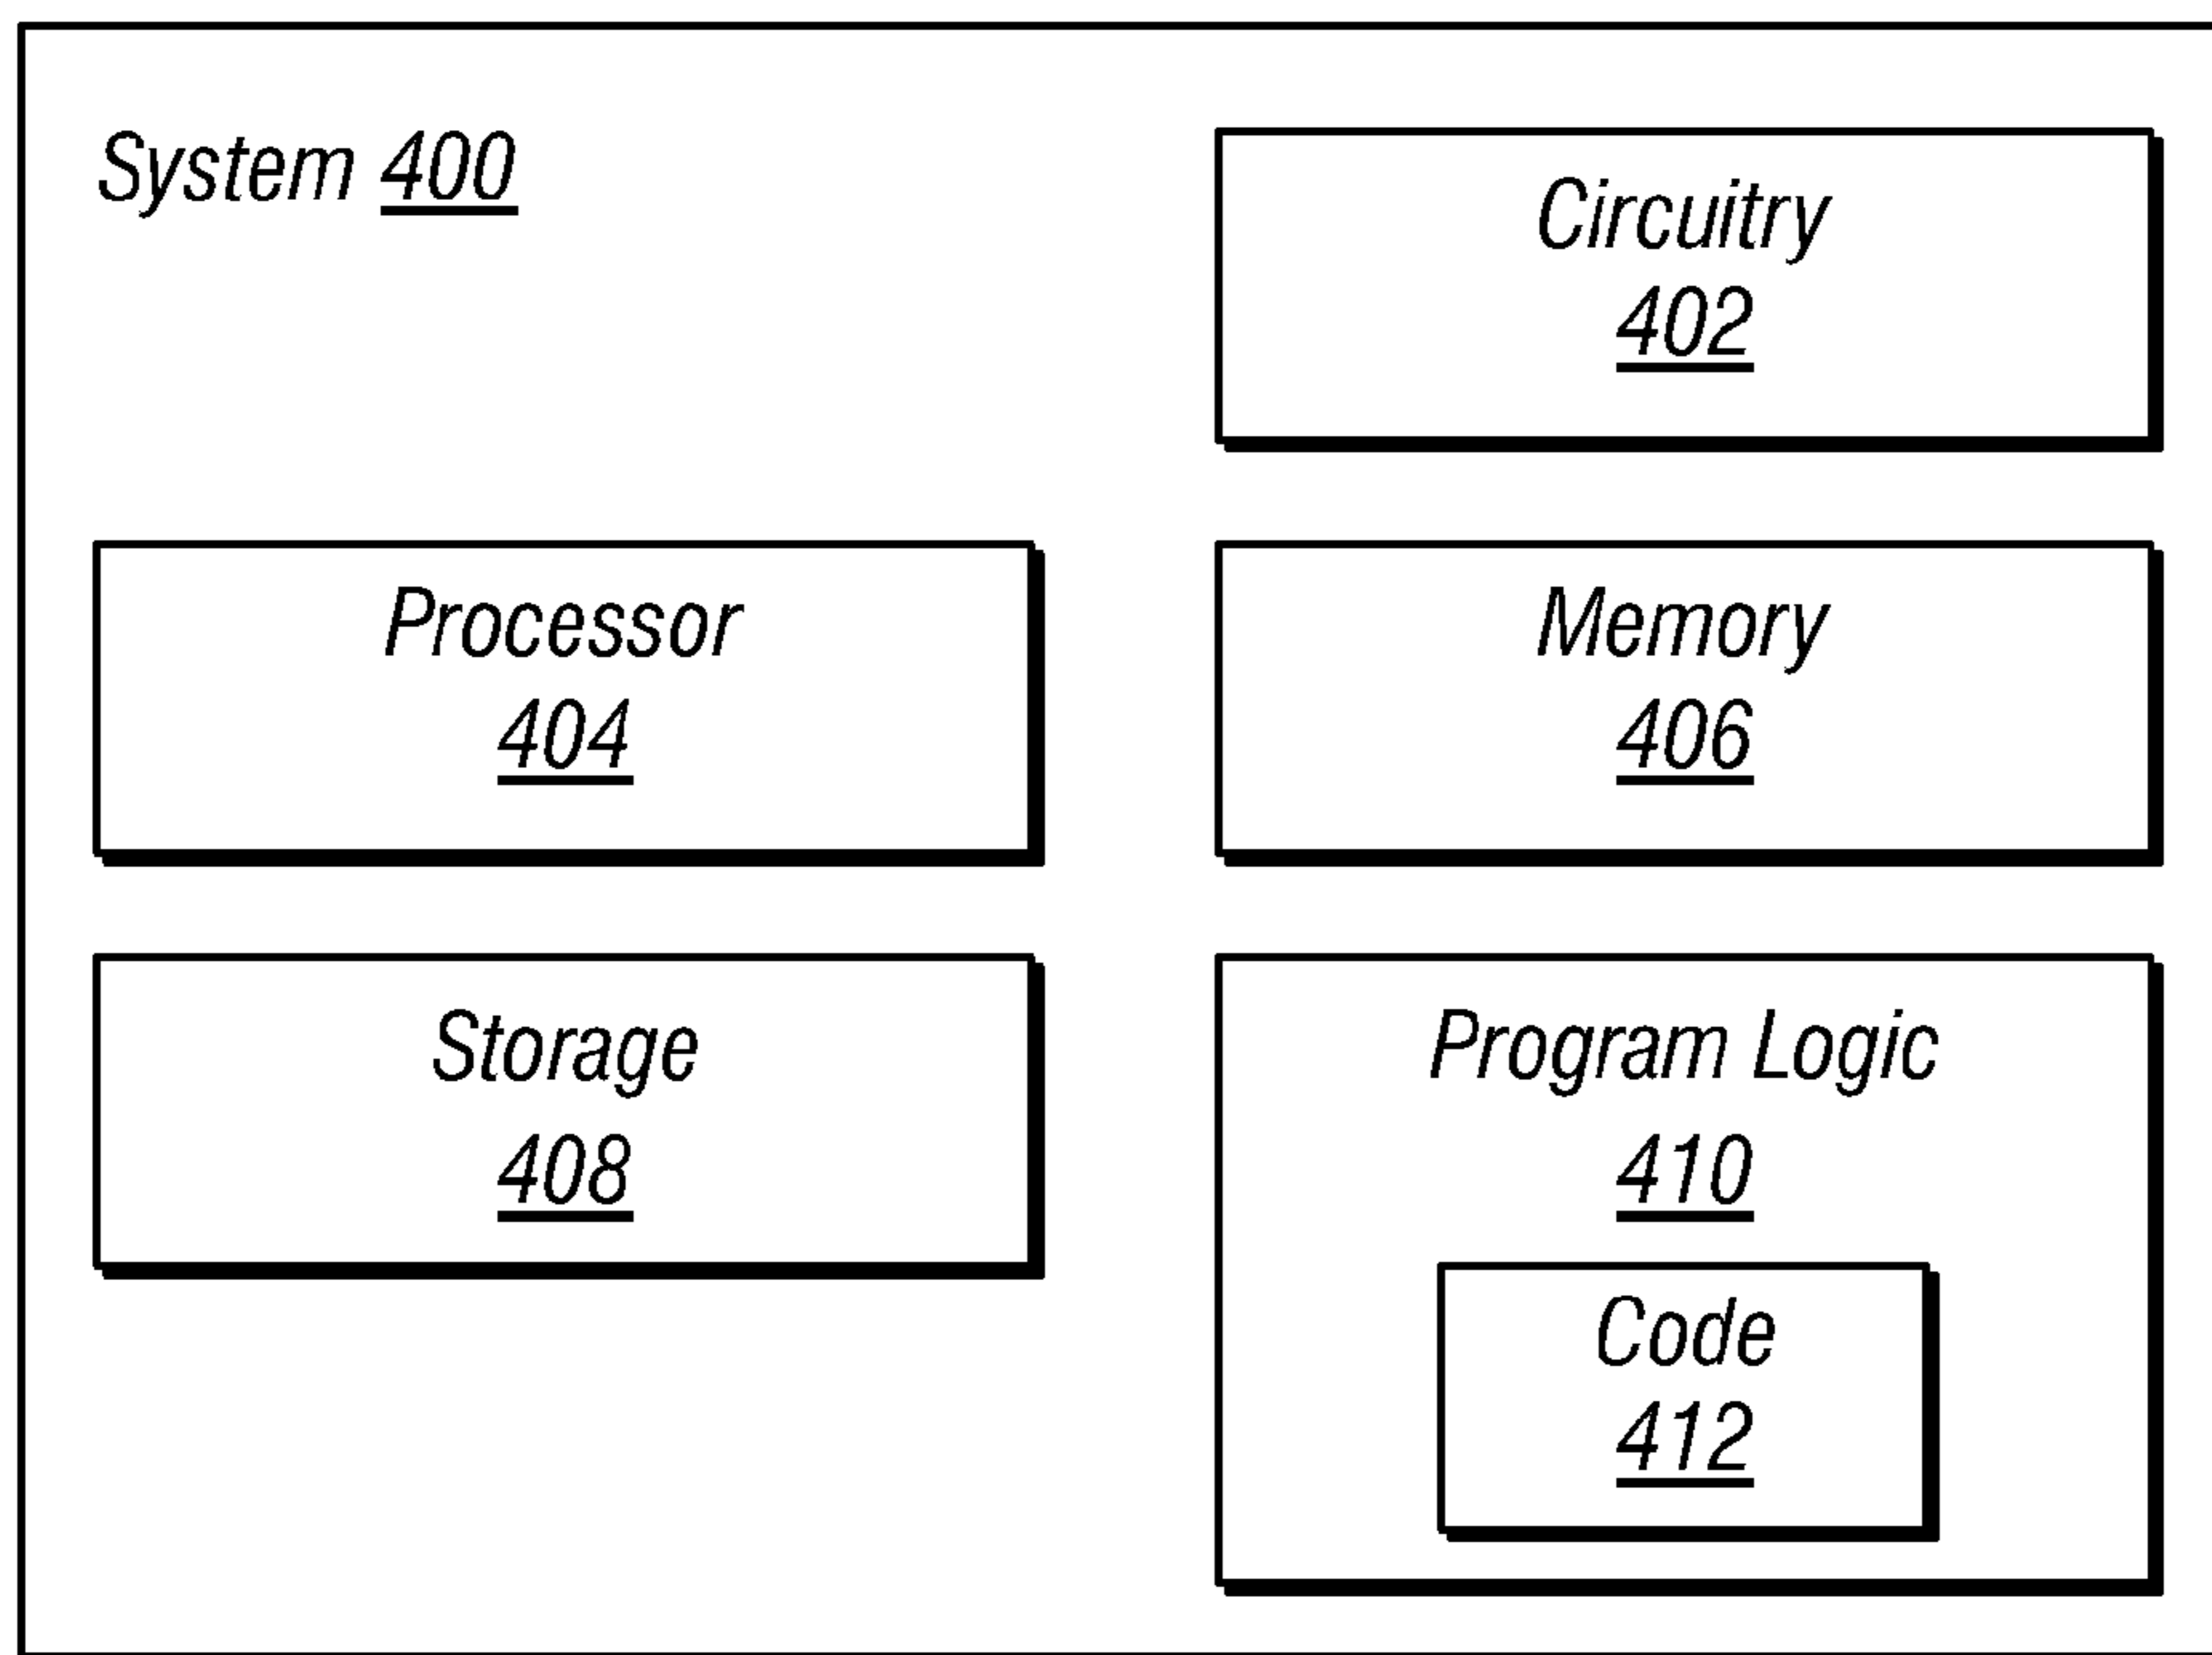 System 400
Circuitry
402
Processor
404
Memory
406
Storage
408
Program Logic
410
Code
412